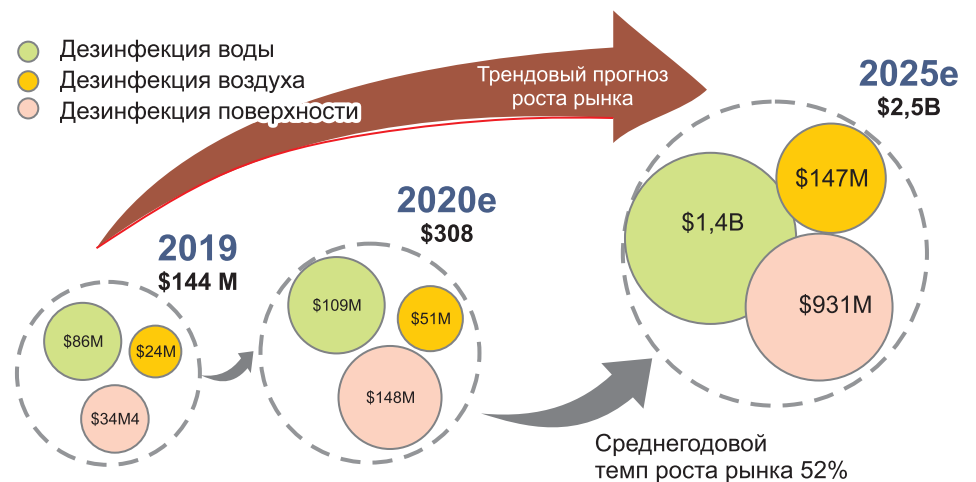 Дезинфекция воды
Дезинфекция воздуха
Дезинфекция поверхности
Трендовый прогноз
роста рынка
2025e
$2,5B
$147M
$1,4B
$931M
2020e
$308
$109M
$51M
$148M
2019
$144 M
$86M
$24M
$34M4
Среднегодовой
темп роста рынка 52%